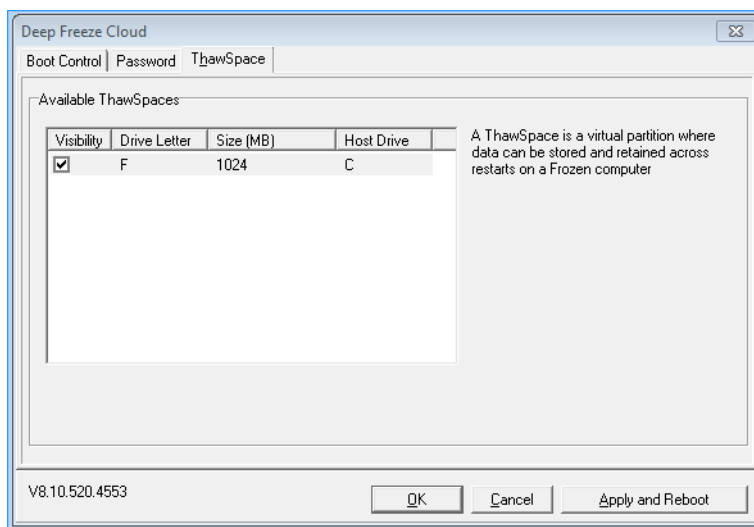 Deep Freeze Cloud
Boot Control Password ThawSpace
Available ThawSpaces
Visibility Drive Letter Size (MB) Host Drive
F 1024 C
A ThawSpace is a virtual partition where
data can be stored and retained across
restarts on a Frozen computer
V8.10.520.4553
OK Cancel Apply and Reboot